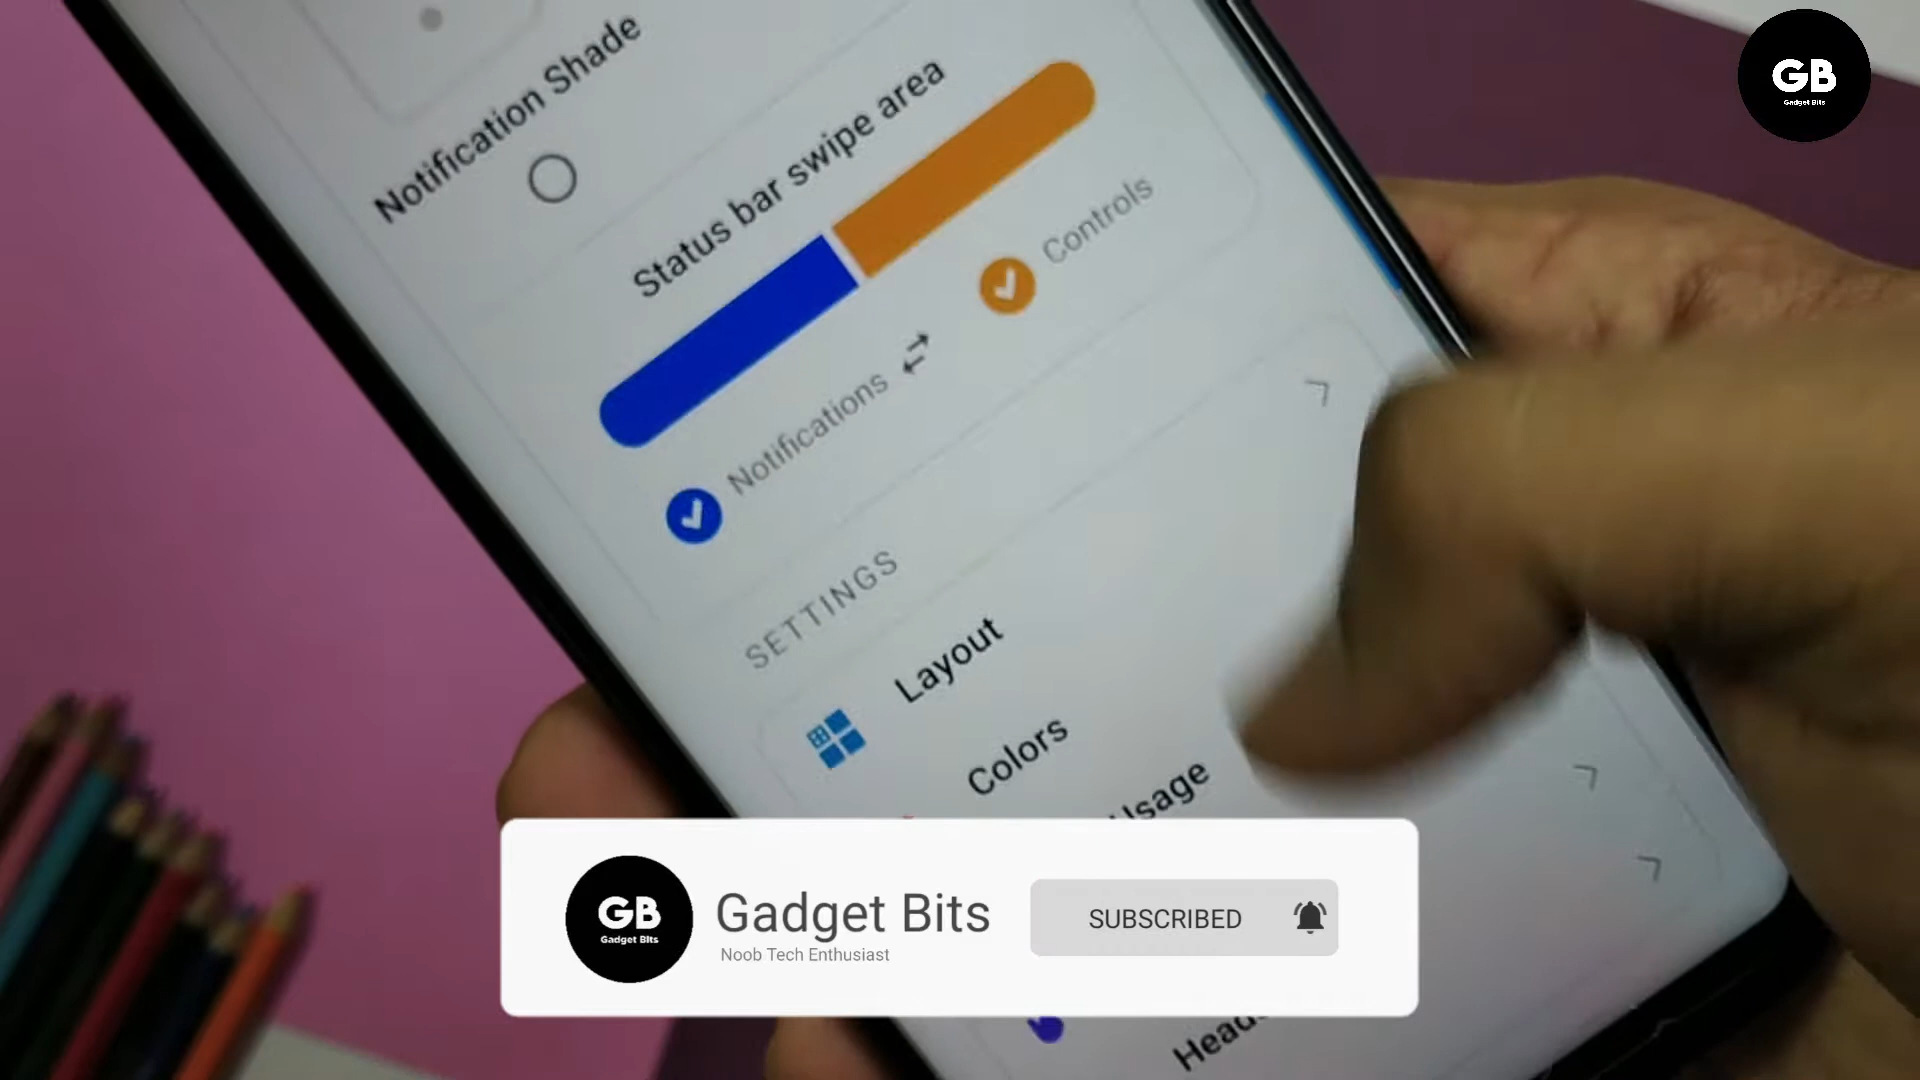 GB
Gadget Bits
Notification Shade
Status bar swipe area
Controls
Notifications
SETTINGS
Layout
Colors
Usage
GB
Gadget Bits
Gadget Bits
Noob Tech Enthusiast
SUBSCRIBED